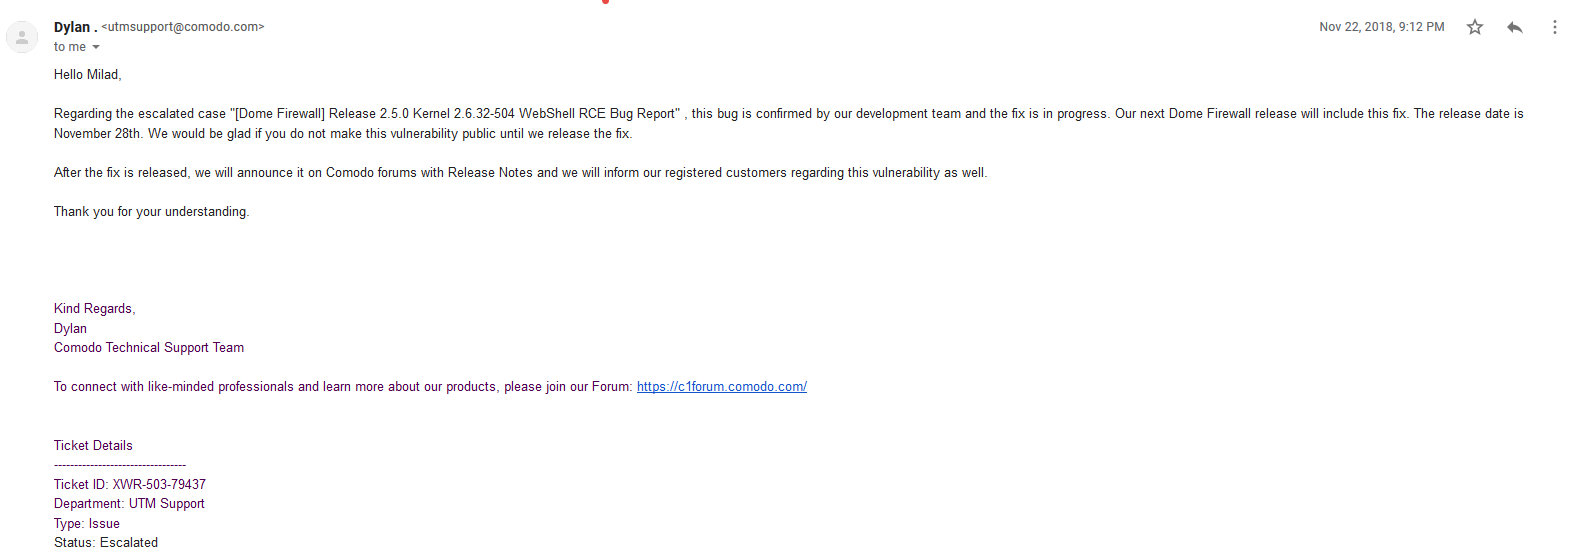 Dylan . <utmsupport@comodo.com>
Nov 22, 2018, 9:12 PM
to me
Hello Milad,
Regarding the escalated case "[Dome Firewall] Release 2.5.0 Kernel 2.6.32-504 WebShell RCE Bug Report" , this bug is confirmed by our development team and the fix is in progress. Our next Dome Firewall release will include this fix. The release date is
November 28th. We would be glad if you do not make this vulnerability public until we release the fix.
After the fix is released, we will announce it on Comodo forums with Release Notes and we will inform our registered customers regarding this vulnerability as well.
Thank you for your understanding.
Kind Regards,
Dylan
Comodo Technical Support Team
To connect with like-minded professionals and learn more about our products, please join our Forum: https://c1forum.comodo.com/
Ticket Details
---------------------------------
Ticket ID: XWR-503-79437
Department: UTM Support
Type: Issue
Status: Escalated